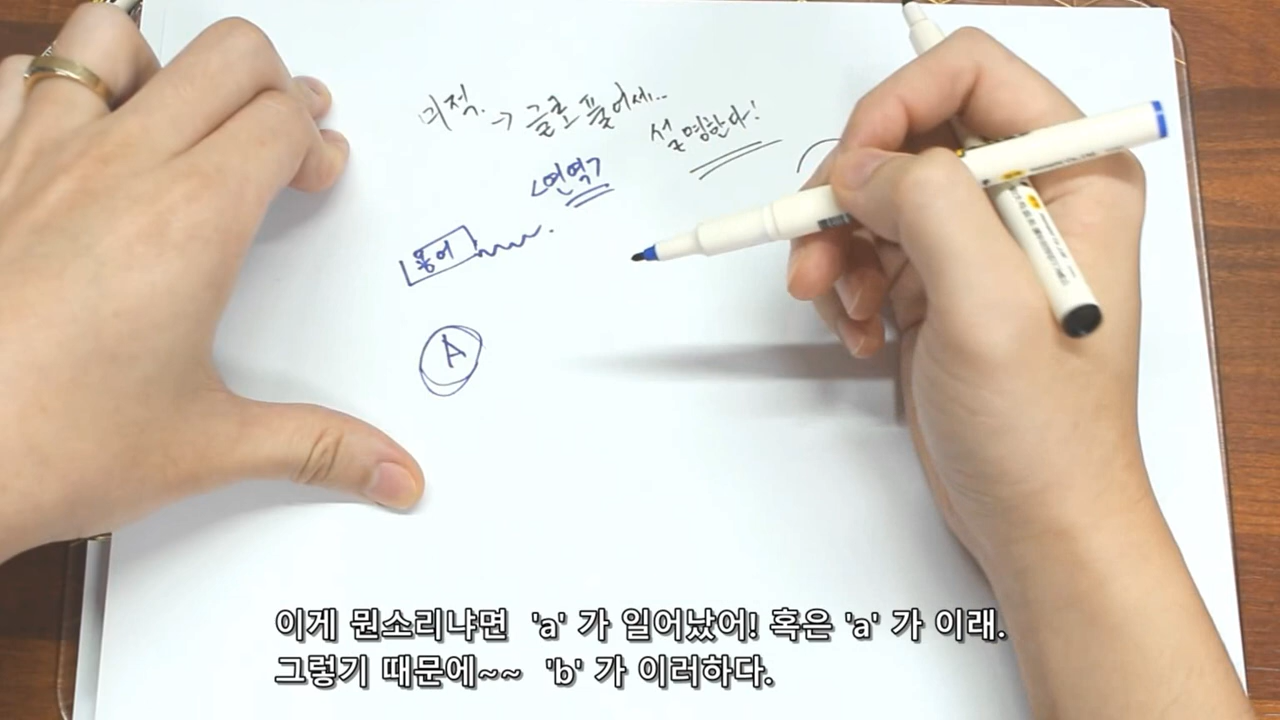 미적. → 글로 풀어세..
설명한다!
<연역>
용어
A
이게 뭔소리냐면 'a' 가 일어났어! 혹은 'a' 가 이래.
그렇기 때문에~~ 'b' 가 이러하다.